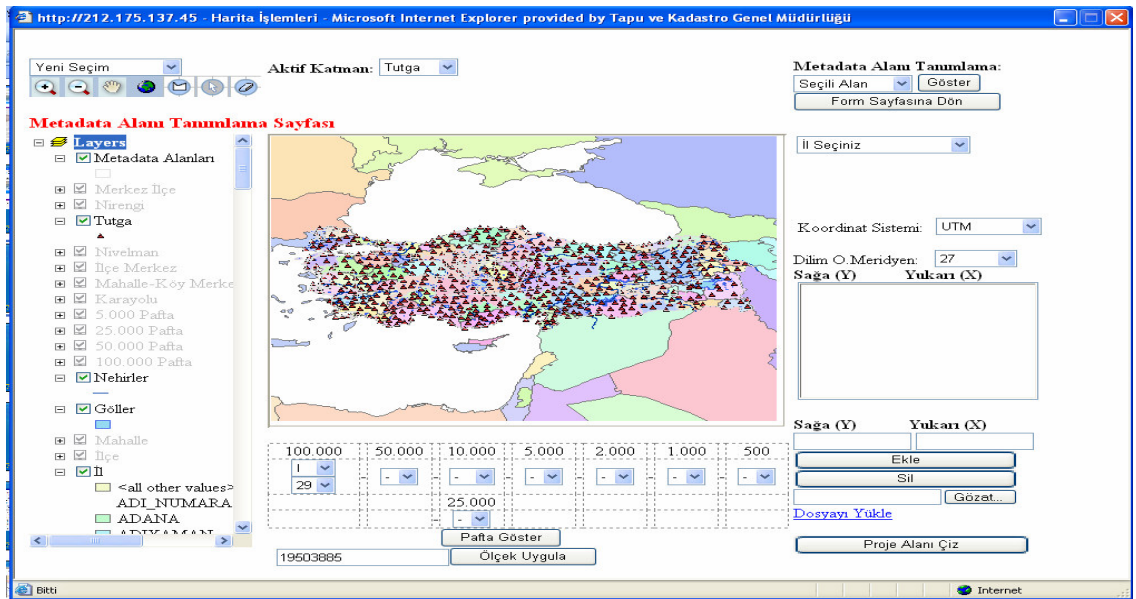 http://212.175.137.45 - Harita İşlemleri - Microsoft Internet Explorer provided by Tapu ve Kadastro Genel Müdürlüğü
Yeni Seçim
Aktif Katman: Tutga
Metadata Alanı Tanımlama:
Seçili Alan Göster
Form Sayfasına Dön
Metadata Alanı Tanımlama Sayfası
Layers
Metadata Alanları
Merkez İlçe
Nirengi
Tutga
Nivelman
İlçe Merkez
Mahalle-Köy Merke
Karayolu
5.000 Pafta
25.000 Pafta
50.000 Pafta
100.000 Pafta
Nehirler
Göller
Mahalle
İlçe
İl
<all other values>
ADI_NUMARA
ADANA
ADIYAMAN
İl Seçiniz
Koordinat Sistemi: UTM
Dilim O.Meridyen: 27
Sağa (Y) Yukarı (X)
Sağa (Y) Yukarı (X)
Ekle
Sil
Gözat...
Dosyayı Yükle
Proje Alanı Çiz
100.000 50.000 10.000 5.000 2.000 1.000 500
I
29
- - - - - -
25.000
-
Pafta Göster
19503885 Ölçek Uygula
Bitti
Internet